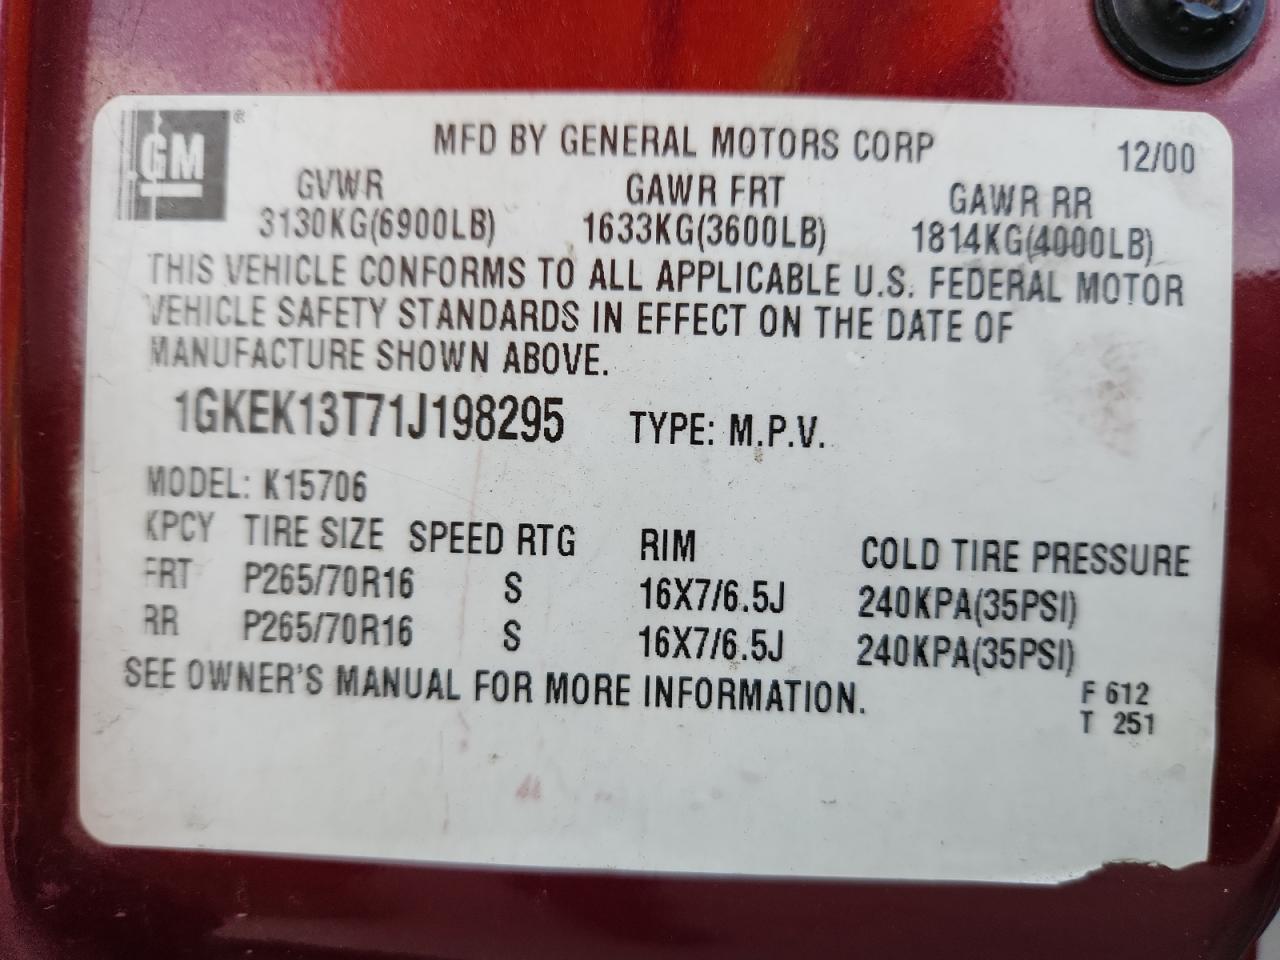 GM®
MFD BY GENERAL MOTORS CORP 12/00
GVWR GAWR FRT GAWR RR
3130KG(6900LB) 1633KG(3600LB) 1814KG(4000LB)
THIS VEHICLE CONFORMS TO ALL APPLICABLE U.S. FEDERAL MOTOR
VEHICLE SAFETY STANDARDS IN EFFECT ON THE DATE OF
MANUFACTURE SHOWN ABOVE.
1GKEK13T71J198295 TYPE: M.P.V.
MODEL: K15706
KPCY TIRE SIZE SPEED RTG RIM COLD TIRE PRESSURE
FRT P265/70R16 S 16X7/6.5J 240KPA(35PSI)
RR P265/70R16 S 16X7/6.5J 240KPA(35PSI)
SEE OWNER'S MANUAL FOR MORE INFORMATION.
F 612
T 251